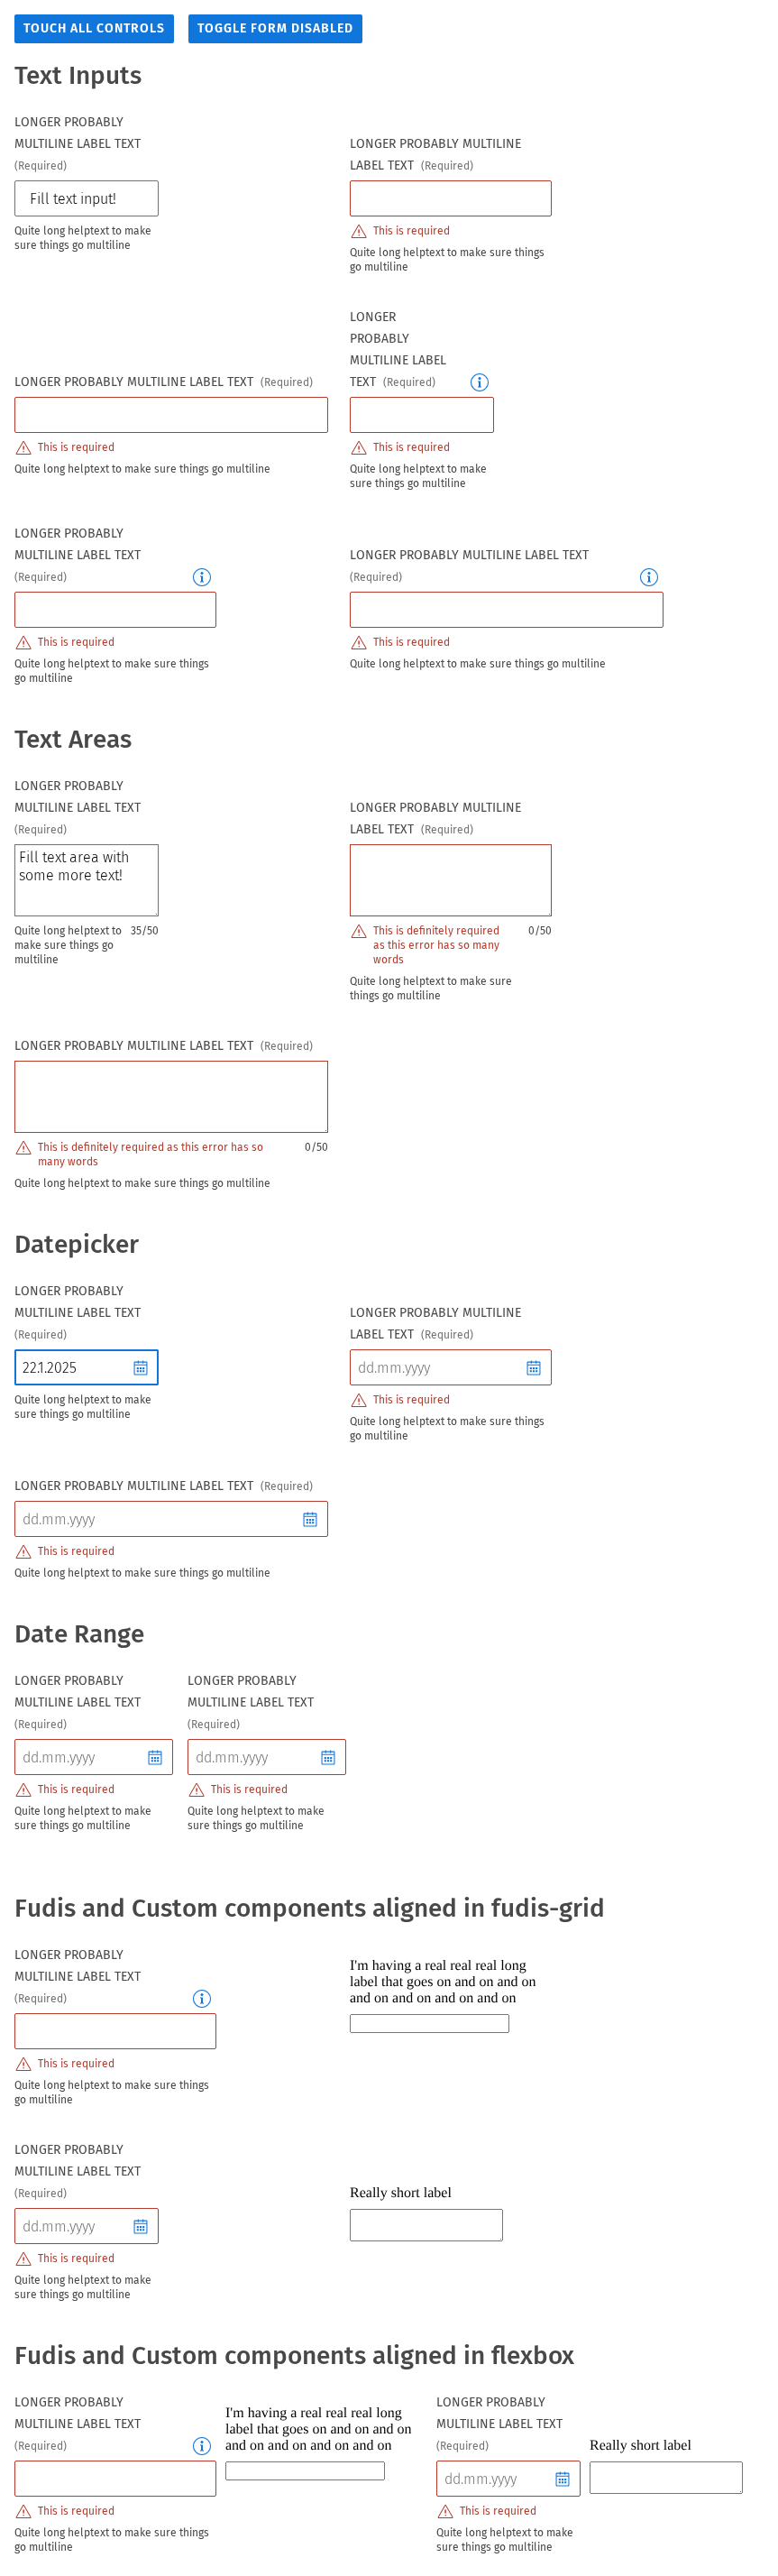 TOUCH ALL CONTROLS
TOGGLE FORM DISABLED
Text Inputs
LONGER PROBABLY
MULTILINE LABEL TEXT
(Required)
Fill text input!
Quite long helptext to make
sure things go multiline
LONGER PROBABLY MULTILINE
LABEL TEXT (Required)
This is required
Quite long helptext to make sure things
go multiline
LONGER PROBABLY MULTILINE LABEL TEXT (Required)
This is required
Quite long helptext to make sure things go multiline
LONGER
PROBABLY
MULTILINE LABEL
TEXT (Required)
This is required
Quite long helptext to make
sure things go multiline
LONGER PROBABLY
MULTILINE LABEL TEXT
(Required)
This is required
Quite long helptext to make sure things
go multiline
LONGER PROBABLY MULTILINE LABEL TEXT
(Required)
This is required
Quite long helptext to make sure things go multiline
Text Areas
LONGER PROBABLY
MULTILINE LABEL TEXT
(Required)
Fill text area with
some more text!
Quite long helptext to 35/50
make sure things go
multiline
LONGER PROBABLY MULTILINE
LABEL TEXT (Required)
This is definitely required 0/50
as this error has so many
words
Quite long helptext to make sure
things go multiline
LONGER PROBABLY MULTILINE LABEL TEXT (Required)
This is definitely required as this error has so 0/50
many words
Quite long helptext to make sure things go multiline
Datepicker
LONGER PROBABLY
MULTILINE LABEL TEXT
(Required)
22.1.2025
Quite long helptext to make
sure things go multiline
LONGER PROBABLY MULTILINE
LABEL TEXT (Required)
dd.mm.yyyy
This is required
Quite long helptext to make sure things
go multiline
LONGER PROBABLY MULTILINE LABEL TEXT (Required)
dd.mm.yyyy
This is required
Quite long helptext to make sure things go multiline
Date Range
LONGER PROBABLY
MULTILINE LABEL TEXT
(Required)
dd.mm.yyyy
This is required
Quite long helptext to make
sure things go multiline
LONGER PROBABLY
MULTILINE LABEL TEXT
(Required)
dd.mm.yyyy
This is required
Quite long helptext to make
sure things go multiline
Fudis and Custom components aligned in fudis-grid
LONGER PROBABLY
MULTILINE LABEL TEXT
(Required)
This is required
Quite long helptext to make sure things
go multiline
I'm having a real real real long
label that goes on and on and on
and on and on and on and on
LONGER PROBABLY
MULTILINE LABEL TEXT
(Required)
dd.mm.yyyy
This is required
Quite long helptext to make
sure things go multiline
Really short label
Fudis and Custom components aligned in flexbox
LONGER PROBABLY
MULTILINE LABEL TEXT
(Required)
This is required
Quite long helptext to make sure things
go multiline
I'm having a real real real long
label that goes on and on and on
and on and on and on and on
LONGER PROBABLY
MULTILINE LABEL TEXT
(Required)
dd.mm.yyyy
This is required
Quite long helptext to make
sure things go multiline
Really short label